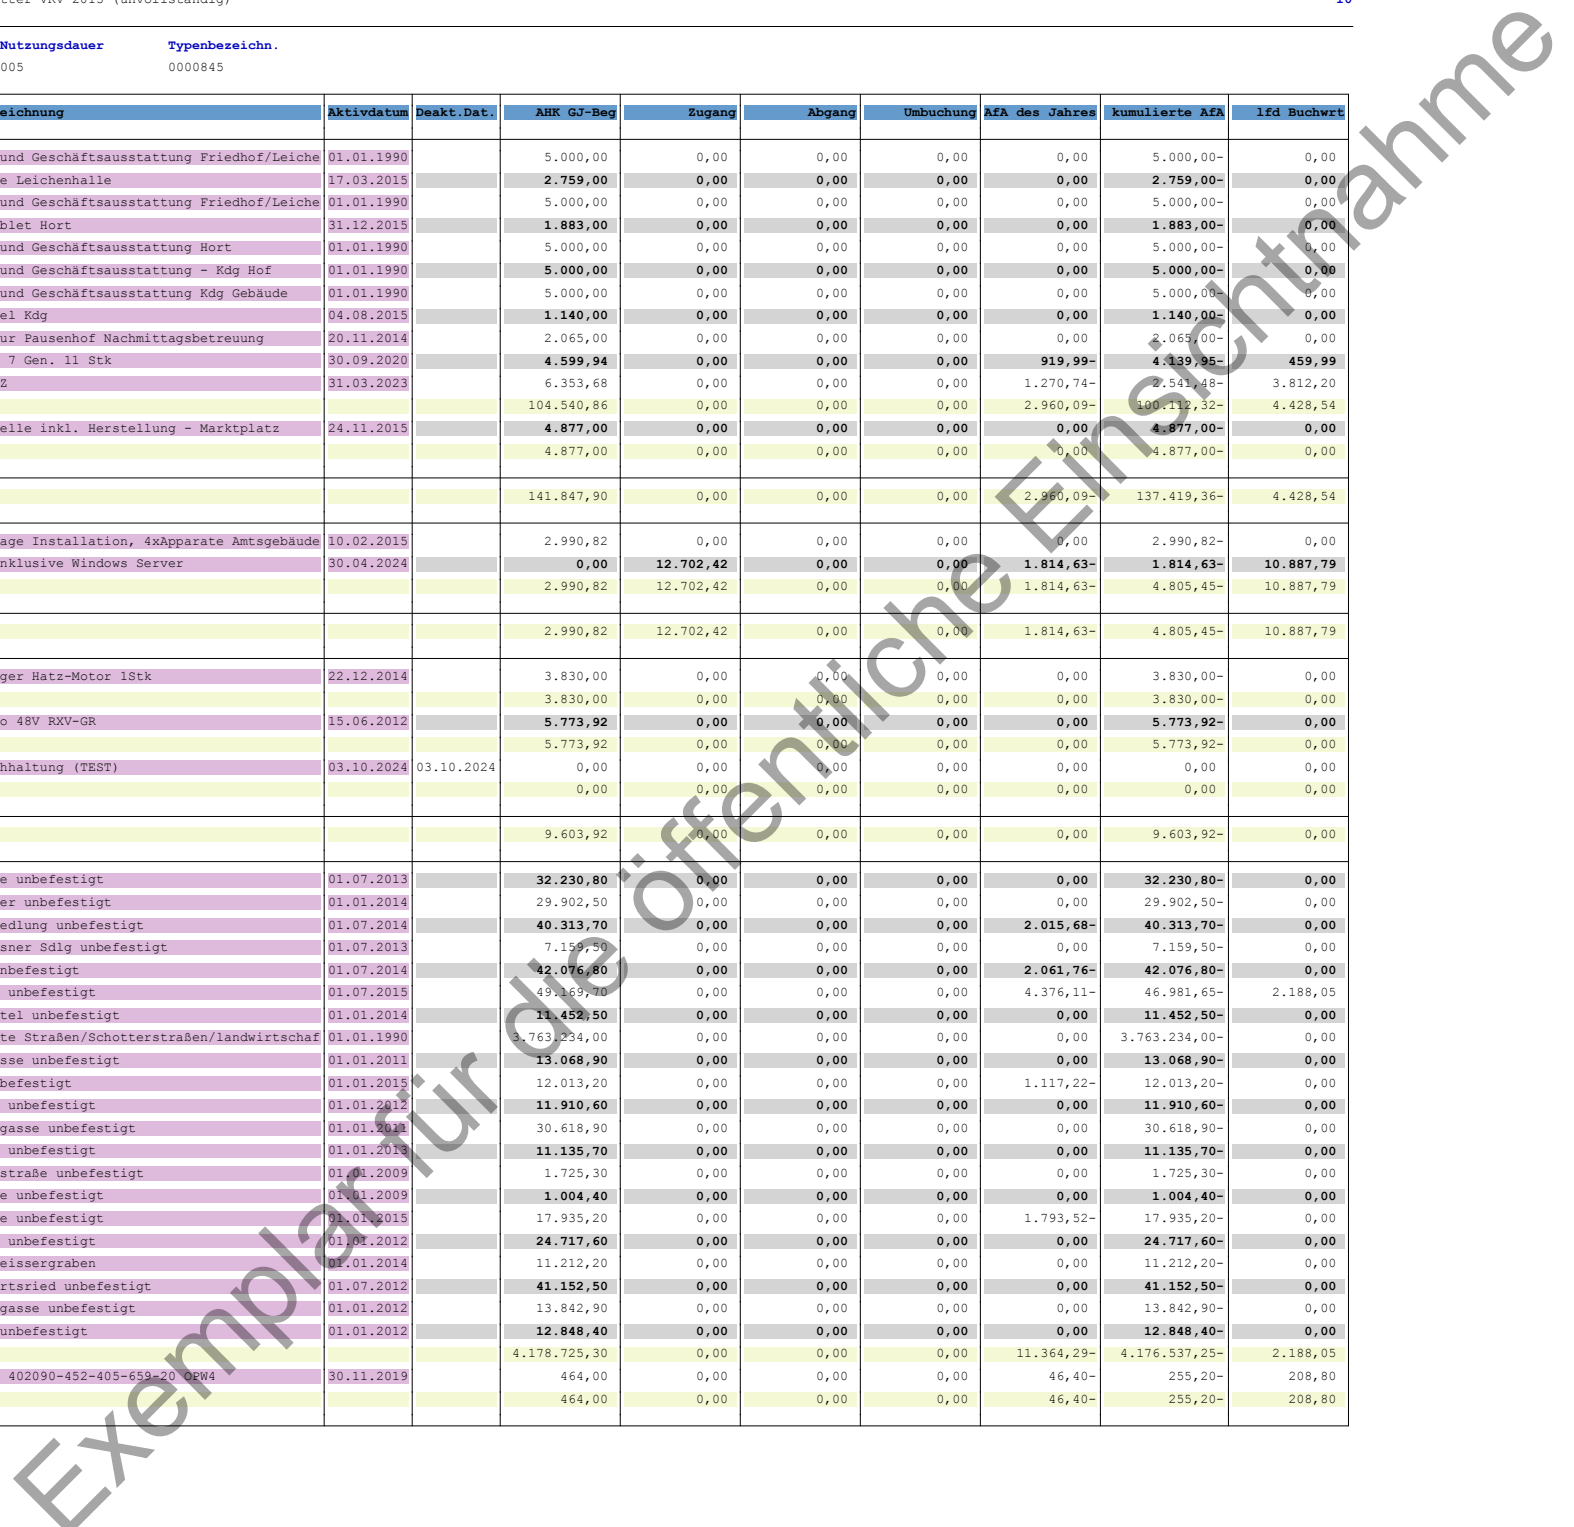 tter VRV 2015 (unvollständig) 10
Nutzungsdauer Typenbezeichn.
005 0000845
eichnung Aktivdatum Deakt.Dat. AHK GJ-Beg Zugang Abgang Umbuchung AfA des Jahres kumulierte AfA lfd Buchwrt
und Geschäftsausstattung Friedhof/Leiche 01.01.1990 5.000,00 0,00 0,00 0,00 0,00 5.000,00- 0,00
e Leichenhalle 17.03.2015 2.759,00 0,00 0,00 0,00 0,00 2.759,00- 0,00
und Geschäftsausstattung Friedhof/Leiche 01.01.1990 5.000,00 0,00 0,00 0,00 0,00 5.000,00- 0,00
blet Hort 31.12.2015 1.883,00 0,00 0,00 0,00 0,00 1.883,00- 0,00
und Geschäftsausstattung Hort 01.01.1990 5.000,00 0,00 0,00 0,00 0,00 5.000,00- 0,00
und Geschäftsausstattung - Kdg Hof 01.01.1990 5.000,00 0,00 0,00 0,00 0,00 5.000,00- 0,00
und Geschäftsausstattung Kdg Gebäude 01.01.1990 5.000,00 0,00 0,00 0,00 0,00 5.000,00- 0,00
el Kdg 04.08.2015 1.140,00 0,00 0,00 0,00 0,00 1.140,00- 0,00
ur Pausenhof Nachmittagsbetreuung 20.11.2014 2.065,00 0,00 0,00 0,00 0,00 2.065,00- 0,00
7 Gen. 11 Stk 30.09.2020 4.599,94 0,00 0,00 0,00 919,99- 4.139,95- 459,99
Z 31.03.2023 6.353,68 0,00 0,00 0,00 1.270,74- 2.541,48- 3.812,20
104.540,86 0,00 0,00 0,00 2.960,09- 100.112,32- 4.428,54
elle inkl. Herstellung - Marktplatz 24.11.2015 4.877,00 0,00 0,00 0,00 0,00 4.877,00- 0,00
4.877,00 0,00 0,00 0,00 0,00 4.877,00- 0,00
141.847,90 0,00 0,00 0,00 2.960,09- 137.419,36- 4.428,54
age Installation, 4xApparate Amtsgebäude 10.02.2015 2.990,82 0,00 0,00 0,00 0,00 2.990,82- 0,00
nklusive Windows Server 30.04.2024 0,00 12.702,42 0,00 0,00 1.814,63- 1.814,63- 10.887,79
2.990,82 12.702,42 0,00 0,00 1.814,63- 4.805,45- 10.887,79
2.990,82 12.702,42 0,00 0,00 1.814,63- 4.805,45- 10.887,79
ger Hatz-Motor 1Stk 22.12.2014 3.830,00 0,00 0,00 0,00 0,00 3.830,00- 0,00
3.830,00 0,00 0,00 0,00 0,00 3.830,00- 0,00
o 48V RXV-GR 15.06.2012 5.773,92 0,00 0,00 0,00 0,00 5.773,92- 0,00
5.773,92 0,00 0,00 0,00 0,00 5.773,92- 0,00
hhaltung (TEST) 03.10.2024 03.10.2024 0,00 0,00 0,00 0,00 0,00 0,00 0,00
0,00 0,00 0,00 0,00 0,00 0,00 0,00
9.603,92 0,00 0,00 0,00 0,00 9.603,92- 0,00
e unbefestigt 01.07.2013 32.230,80 0,00 0,00 0,00 0,00 32.230,80- 0,00
er unbefestigt 01.01.2014 29.902,50 0,00 0,00 0,00 0,00 29.902,50- 0,00
edlung unbefestigt 01.07.2014 40.313,70 0,00 0,00 0,00 2.015,68- 40.313,70- 0,00
sner Sdlg unbefestigt 01.07.2013 7.159,50 0,00 0,00 0,00 0,00 7.159,50- 0,00
nbefestigt 01.07.2014 42.076,80 0,00 0,00 0,00 2.061,76- 42.076,80- 0,00
unbefestigt 01.07.2015 49.169,70 0,00 0,00 0,00 4.376,11- 46.981,65- 2.188,05
tel unbefestigt 01.01.2014 11.452,50 0,00 0,00 0,00 0,00 11.452,50- 0,00
te Straßen/Schotterstraßen/landwirtschaf 01.01.1990 3.763.234,00 0,00 0,00 0,00 0,00 3.763.234,00- 0,00
sse unbefestigt 01.01.2011 13.068,90 0,00 0,00 0,00 0,00 13.068,90- 0,00
befestigt 01.01.2015 12.013,20 0,00 0,00 0,00 1.117,22- 12.013,20- 0,00
unbefestigt 01.01.2012 11.910,60 0,00 0,00 0,00 0,00 11.910,60- 0,00
gasse unbefestigt 01.01.2011 30.618,90 0,00 0,00 0,00 0,00 30.618,90- 0,00
unbefestigt 01.01.2013 11.135,70 0,00 0,00 0,00 0,00 11.135,70- 0,00
straße unbefestigt 01.01.2009 1.725,30 0,00 0,00 0,00 0,00 1.725,30- 0,00
e unbefestigt 01.01.2009 1.004,40 0,00 0,00 0,00 0,00 1.004,40- 0,00
e unbefestigt 01.01.2015 17.935,20 0,00 0,00 0,00 1.793,52- 17.935,20- 0,00
unbefestigt 01.01.2012 24.717,60 0,00 0,00 0,00 0,00 24.717,60- 0,00
eissergraben 01.01.2014 11.212,20 0,00 0,00 0,00 0,00 11.212,20- 0,00
rtsried unbefestigt 01.07.2012 41.152,50 0,00 0,00 0,00 0,00 41.152,50- 0,00
gasse unbefestigt 01.01.2012 13.842,90 0,00 0,00 0,00 0,00 13.842,90- 0,00
unbefestigt 01.01.2012 12.848,40 0,00 0,00 0,00 0,00 12.848,40- 0,00
4.178.725,30 0,00 0,00 0,00 11.364,29- 4.176.537,25- 2.188,05
402090-452-405-659-20 OPW4 30.11.2019 464,00 0,00 0,00 0,00 46,40- 255,20- 208,80
464,00 0,00 0,00 0,00 46,40- 255,20- 208,80
Exemplar für die öffentliche Einsichtnahme